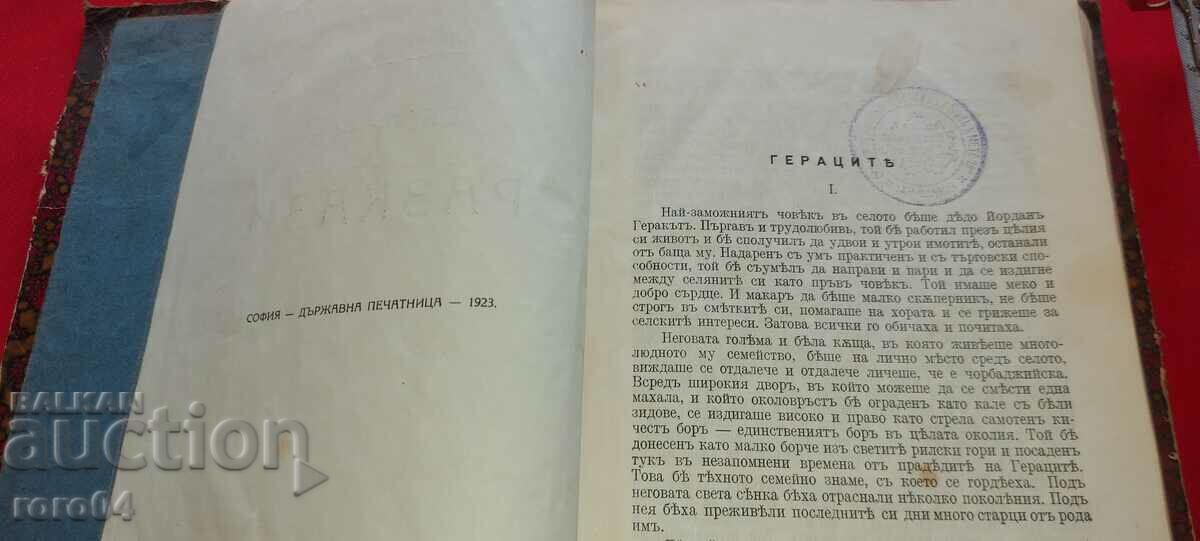 РАЗКАЗИ
СОФИЯ — ДЪРЖАВНА ПЕЧАТНИЦА — 1923.
ГЕРАЦИТѢ
I.
Най-заможниятъ човѣкъ въ селото бѣше дѣдо Йорданъ
Геракътъ. Пъргавъ и трудолюбивъ, той бѣ работил презъ цѣлия
си животъ и бѣ сполучилъ да удвои и утрои имотитѣ, останали
отъ баща му. Надаренъ съ умъ практиченъ и съ търговски спо-
собности, той бѣ съумѣлъ да направи и пари и да се издигне
между селянитѣ си като пръвъ човѣкъ. Той имаше меко и
добро сърдце. И макаръ да бѣше малко скѫперникъ, не бѣше
строгъ въ смѣткитѣ си, помагаше на хората и се грижеше за
селскитѣ интереси. Затова всички го обичаха и почитаха.
Неговата голѣма и бѣла кѫща, въ която живѣеше много-
людното му семейство, бѣше на лично мѣсто средъ селото,
виждаше се отдалече и отдалече личеше, че е чорбаджийска.
Всредъ широкия дворъ, въ който можеше да се смѣсти една
махала, и който околовръстъ бѣ ограденъ като кале съ бѣли
зидове, се издигаше високо и право като стрела самотенъ ки-
честъ боръ — единствениятъ боръ въ цѣлата околия. Той бѣ
донесенъ като малко борче изъ светитѣ рилски гори и посаденъ
тукъ въ незапомнени времена отъ прадѣдитѣ на Герацитѣ.
Това бѣ тѣхното семейно знаме, съ което се гордѣеха. Подъ
неговата света сѣнка бѣха отраснали нѣколко поколѣния. Подъ
нея бѣха преживѣли последнитѣ си дни много старци отъ рода
имъ.
BALKAN
auction
roro04